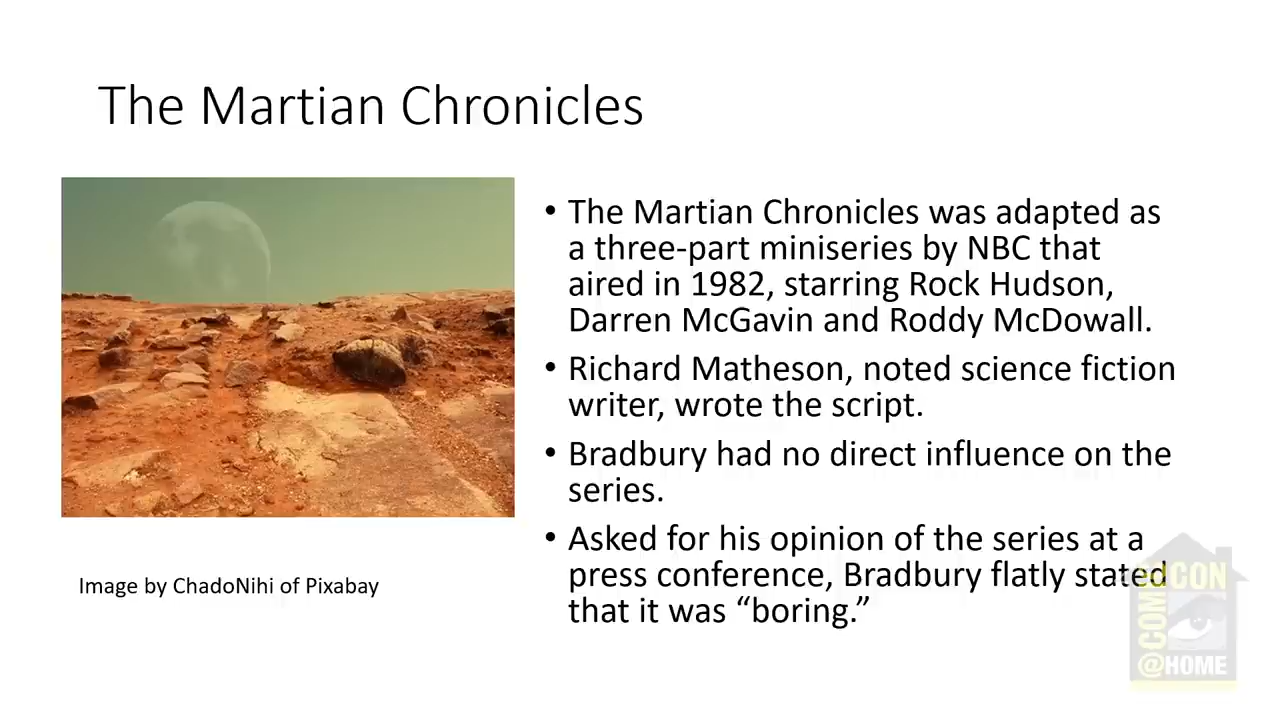 The Martian Chronicles
• The Martian Chronicles was adapted as
a three-part miniseries by NBC that
aired in 1982, starring Rock Hudson,
Darren McGavin and Roddy McDowall.
• Richard Matheson, noted science fiction
writer, wrote the script.
• Bradbury had no direct influence on the
series.
• Asked for his opinion of the series at a
press conference, Bradbury flatly stated
that it was “boring.”
Image by ChadoNihi of Pixabay
COMICCON
@HOME